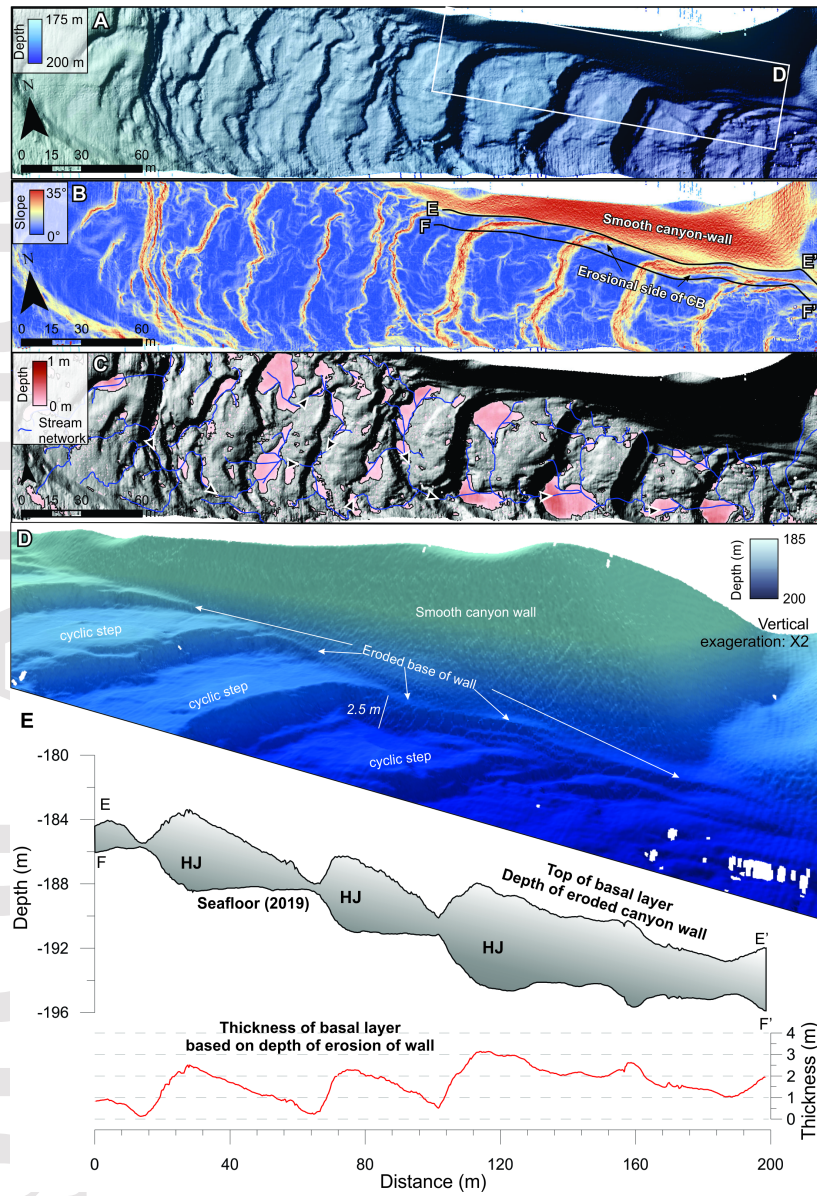 A
175 m
Depth
200 m
N
0 15 30 60
m
D
B
35°
Slope
0°
N
0 15 30 60
m
E
F
Smooth canyon-wall
Erosional side of CB
E'
F'
C
1 m
Depth
0 m
Stream
network
0 15 30 60
m
D
185
Depth (m)
200
Vertical
exageration: X2
Smooth canyon wall
cyclic step
Eroded base of wall
cyclic step
2.5 m
cyclic step
E
-180
-184
-188
-192
-196
Depth (m)
E
F
HJ
HJ
HJ
Seafloor (2019)
Top of basal layer
Depth of eroded canyon wall
E'
F'
Thickness of basal layer
based on depth of erosion of wall
4
3
2
1
0
Thickness (m)
0 40 80 120 160 200
Distance (m)